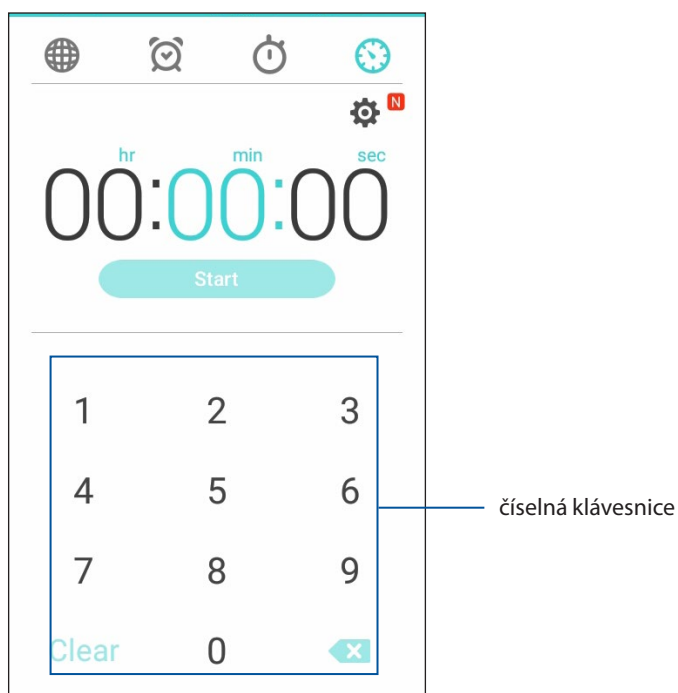 N
hr min sec
00:00:00
Start
1 2 3
4 5 6
číselná klávesnice
7 8 9
Clear 0